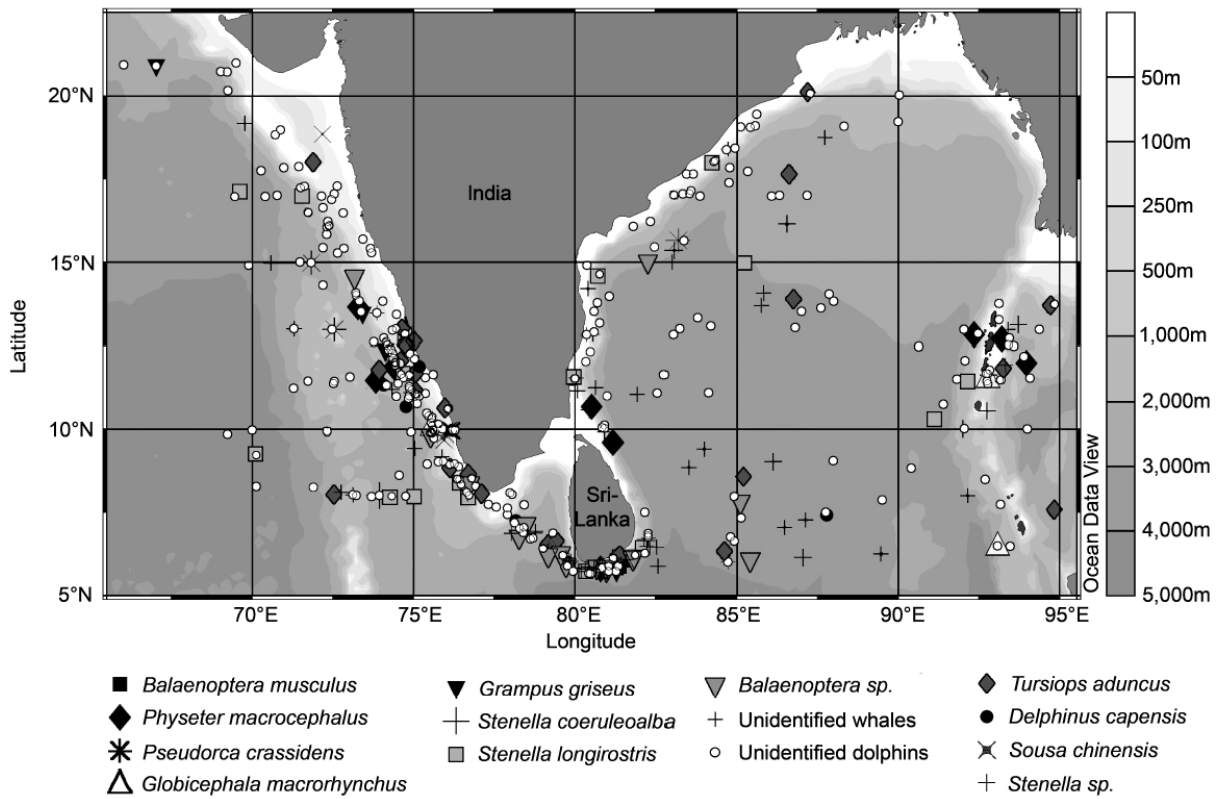 20°N
15°N
10°N
5°N
Latitude
70°E
75°E
80°E
85°E
90°E
95°E
Longitude
India
Sri-
Lanka
Ocean Data View
50m
100m
250m
500m
1,000m
2,000m
3,000m
4,000m
5,000m
Balaenoptera musculus
Physeter macrocephalus
Pseudorca crassidens
Globicephala macrorhynchus
Grampus griseus
Stenella coeruleoalba
Stenella longirostris
Balaenoptera sp.
Unidentified whales
Unidentified dolphins
Tursiops aduncus
Delphinus capensis
Sousa chinensis
Stenella sp.